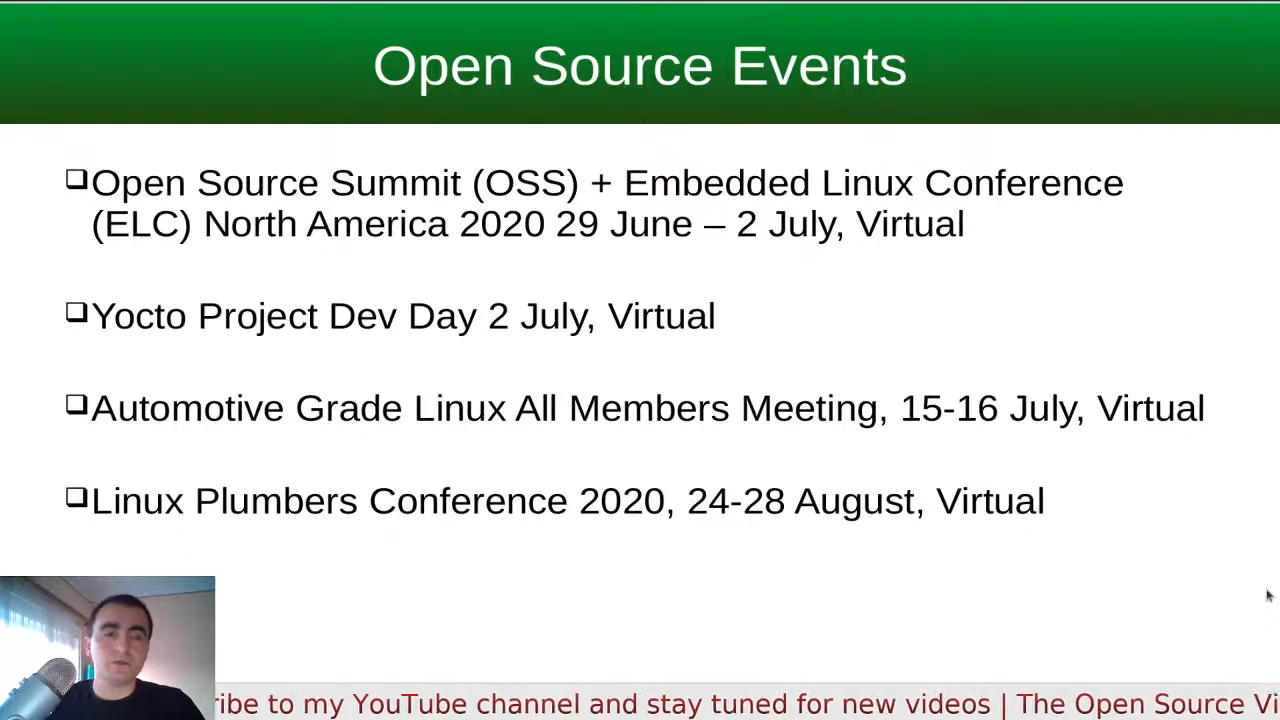 Open Source Events
Open Source Summit (OSS) + Embedded Linux Conference
(ELC) North America 2020 29 June – 2 July, Virtual
Yocto Project Dev Day 2 July, Virtual
Automotive Grade Linux All Members Meeting, 15-16 July, Virtual
Linux Plumbers Conference 2020, 24-28 August, Virtual
ribe to my YouTube channel and stay tuned for new videos | The Open Source Vi